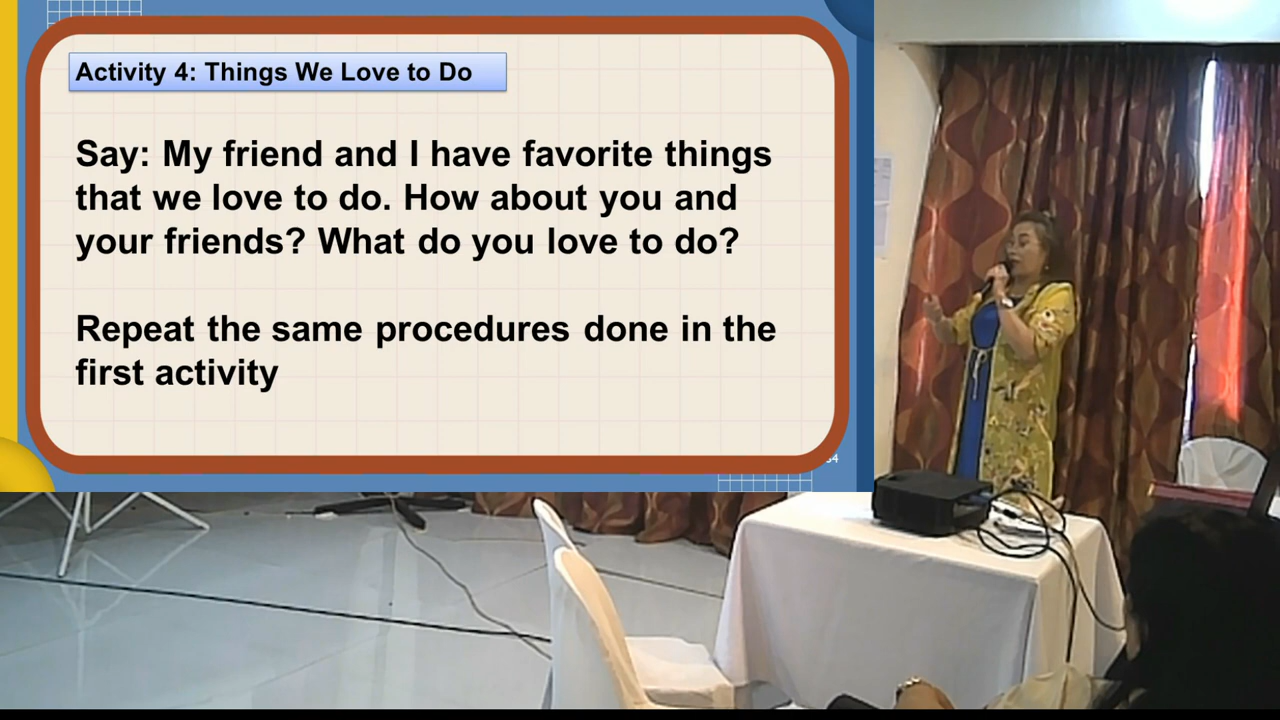 Activity 4: Things We Love to Do
Say: My friend and I have favorite things
that we love to do. How about you and
your friends? What do you love to do?
Repeat the same procedures done in the
first activity